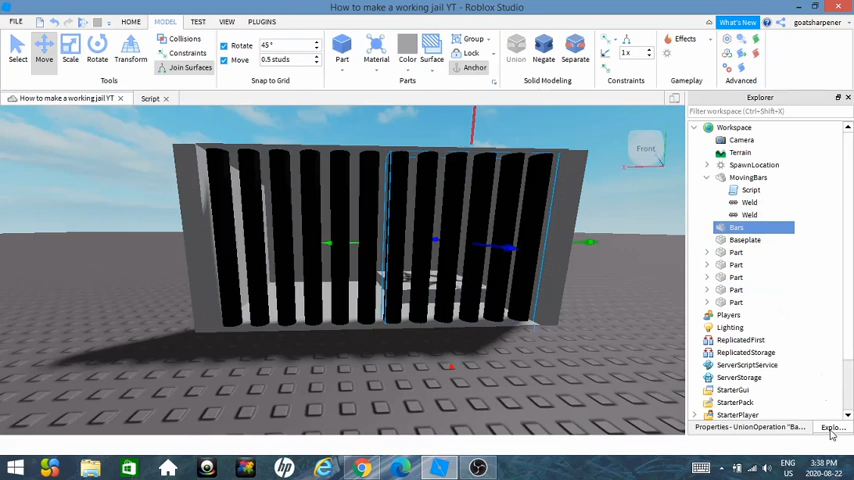 How to make a working jail YT - Roblox Studio
FILE HOME MODEL TEST VIEW PLUGINS
What's New goatsharpener
Select Move Scale Rotate Transform
Collisions
Constraints
Join Surfaces
Tools
Rotate 45°
Move 0.5 studs
Snap to Grid
Part Material Color Surface
Group
Lock
Anchor
Parts
Union Negate Separate
Solid Modeling
1x
Constraints
Effects
Gameplay
Advanced
How to make a working jail YT Script
Front
Explorer
Filter workspace (Ctrl+Shift+X)
Workspace
Camera
Terrain
SpawnLocation
MovingBars
Script
Weld
Weld
Bars
Baseplate
Part
Part
Part
Part
Part
Players
Lighting
ReplicatedFirst
ReplicatedStorage
ServerScriptService
ServerStorage
StarterGui
StarterPack
StarterPlayer
Properties - UnionOperation "Ba... Explo...
ENG
US
3:38 PM
2020-08-22